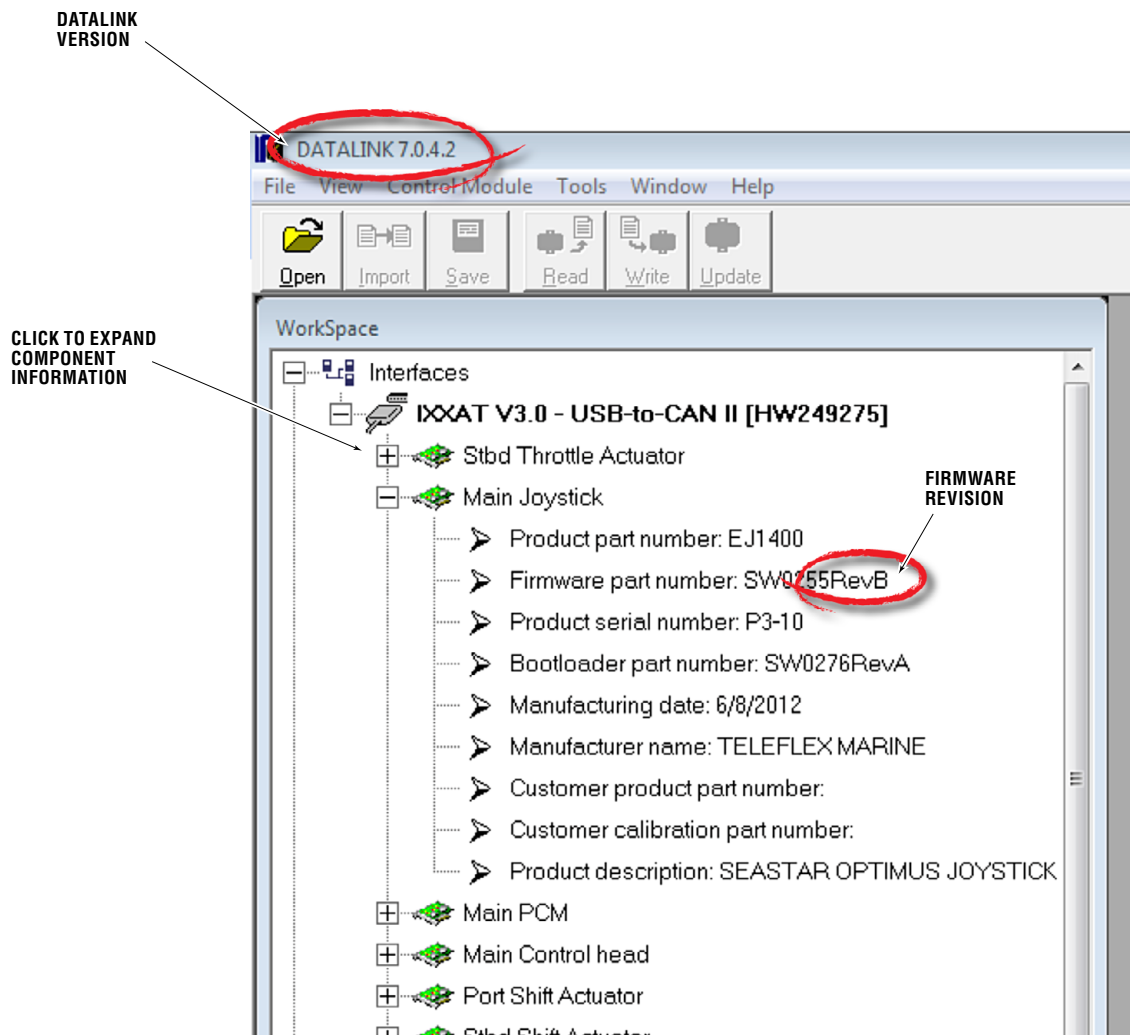 DATALINK
VERSION
DATALINK 7.0.4.2
File View Control Module Tools Window Help
Open Import Save Read Write Update
WorkSpace
CLICK TO EXPAND
COMPONENT
INFORMATION
Interfaces
IXXAT V3.0 - USB-to-CAN II [HW249275]
Stbd Throttle Actuator
FIRMWARE
REVISION
Main Joystick
Product part number: EJ1400
Firmware part number: SW0255RevB
Product serial number: P3-10
Bootloader part number: SW0276RevA
Manufacturing date: 6/8/2012
Manufacturer name: TELEFLEX MARINE
Customer product part number:
Customer calibration part number:
Product description: SEASTAR OPTIMUS JOYSTICK
Main PCM
Main Control head
Port Shift Actuator
Stbd Shift Actuator